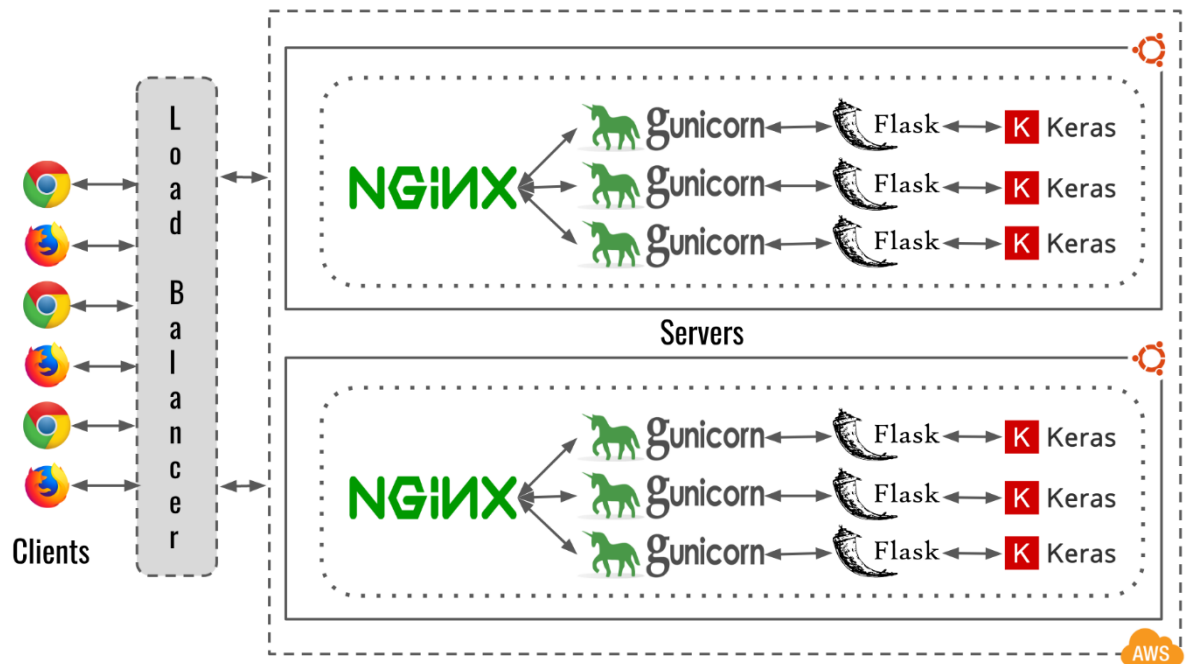 Load Balancer
NGINX
gunicorn
Flask
K Keras
gunicorn
Flask
K Keras
gunicorn
Flask
K Keras
Servers
NGINX
gunicorn
Flask
K Keras
gunicorn
Flask
K Keras
gunicorn
Flask
K Keras
Clients
AWS